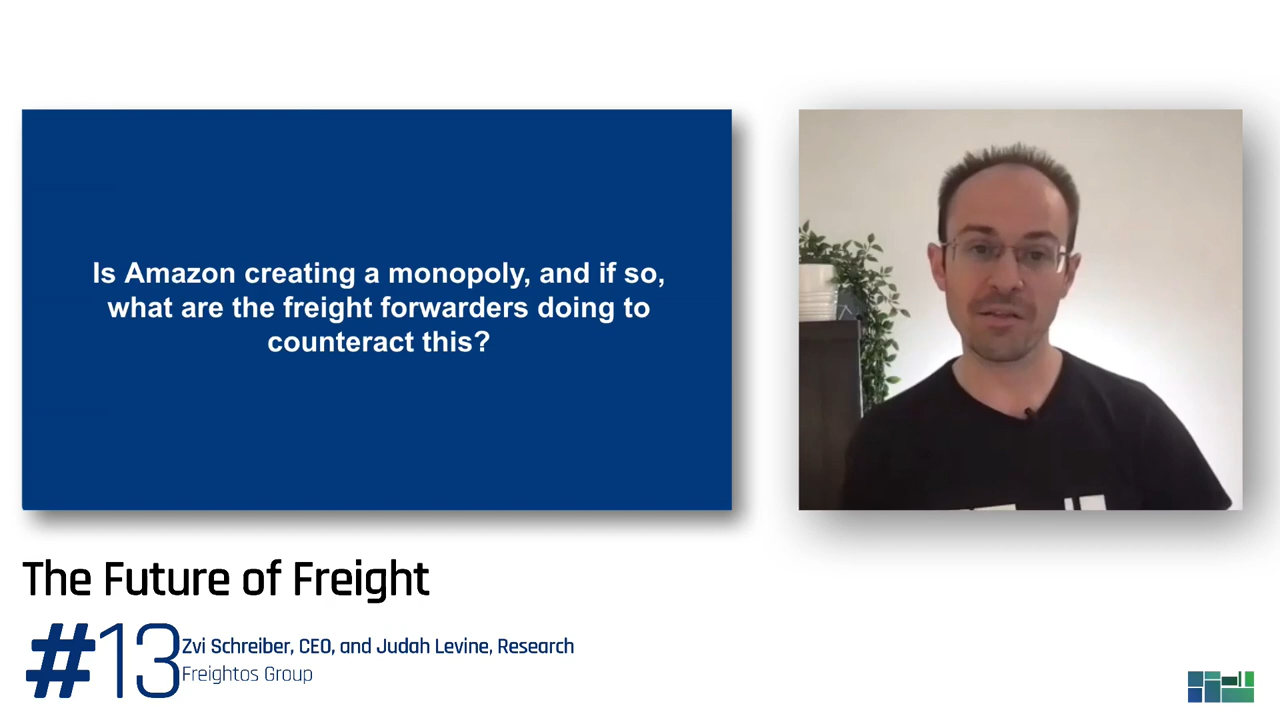 Is Amazon creating a monopoly, and if so,
what are the freight forwarders doing to
counteract this?
The Future of Freight
#13
Zvi Schreiber, CEO, and Judah Levine, Research
Freightos Group